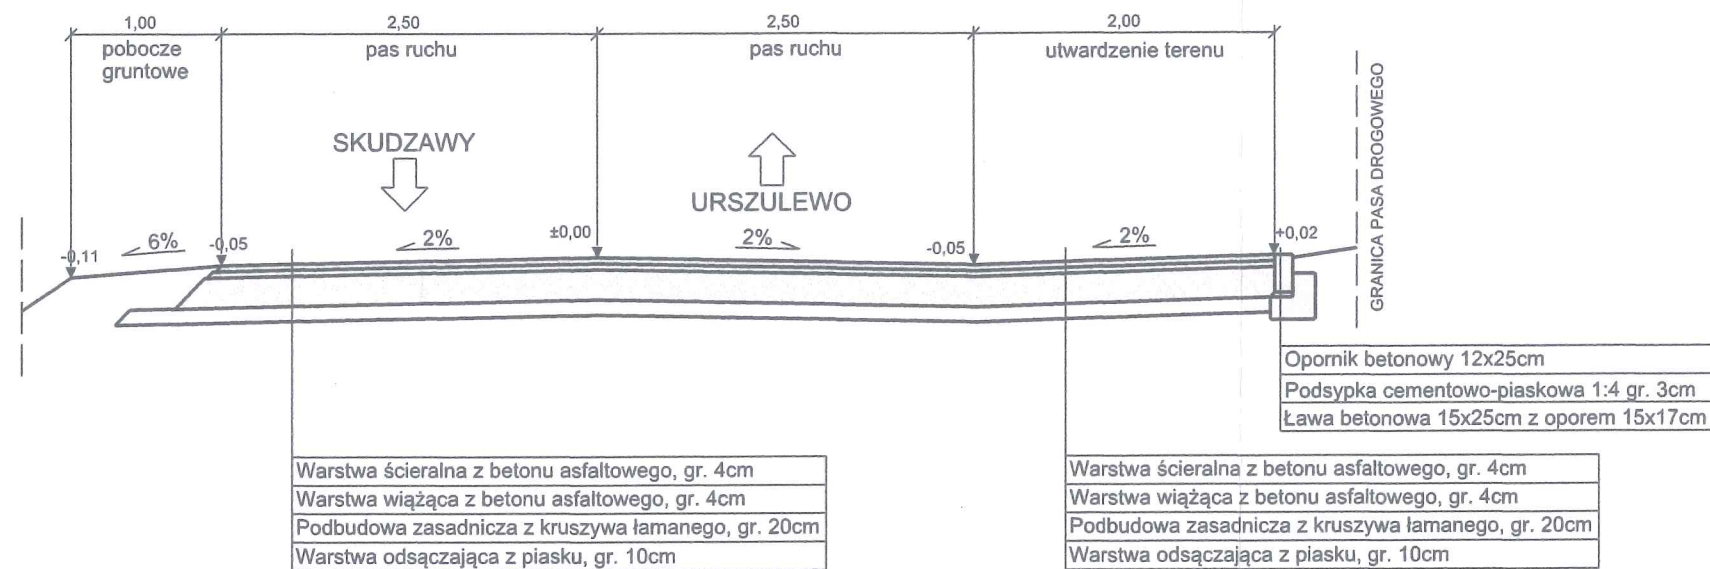 1,00
2,50
2,50
2,00
pobocze
gruntowe
pas ruchu
pas ruchu
utwardzenie terenu
GRANICA PASA DROGOWEGO
SKUDZAWY
URSZULEWO
-0,11
6%
-0,05
2%
±0,00
2%
-0,05
2%
+0,02
Opornik betonowy 12x25cm
Podsypka cementowo-piaskowa 1:4 gr. 3cm
Ława betonowa 15x25cm z oporem 15x17cm
Warstwa ścieralna z betonu asfaltowego, gr. 4cm
Warstwa wiążąca z betonu asfaltowego, gr. 4cm
Podbudowa zasadnicza z kruszywa łamanego, gr. 20cm
Warstwa odsączająca z piasku, gr. 10cm
Warstwa ścieralna z betonu asfaltowego, gr. 4cm
Warstwa wiążąca z betonu asfaltowego, gr. 4cm
Podbudowa zasadnicza z kruszywa łamanego, gr. 20cm
Warstwa odsączająca z piasku, gr. 10cm